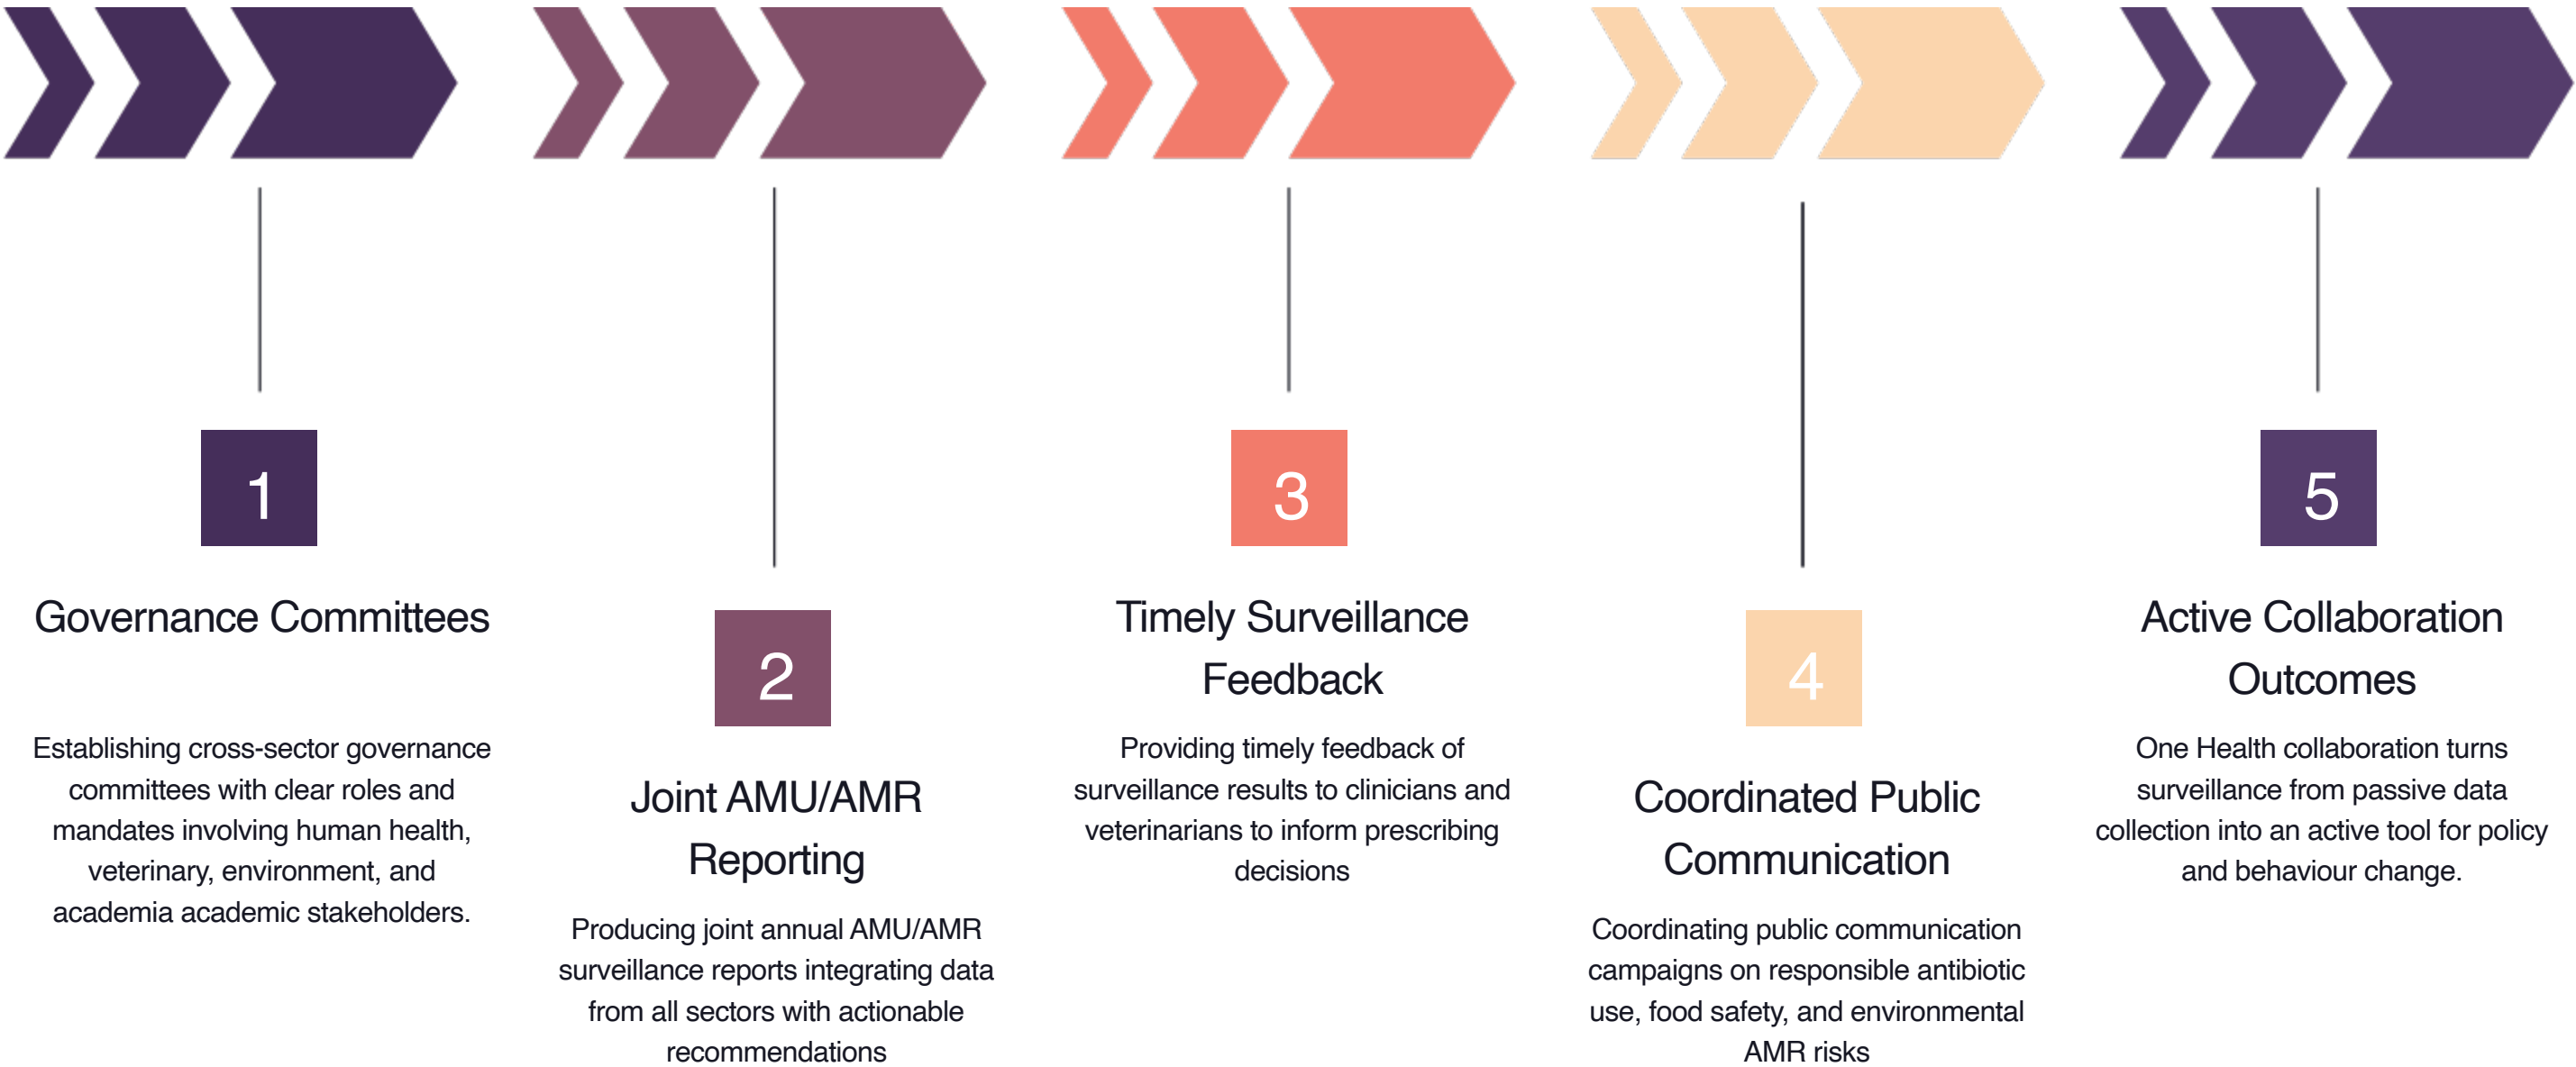 1
Governance Committees
Establishing cross-sector governance
committees with clear roles and
mandates involving human health,
veterinary, environment, and
academia academic stakeholders.
2
Joint AMU/AMR
Reporting
Producing joint annual AMU/AMR
surveillance reports integrating data
from all sectors with actionable
recommendations
3
Timely Surveillance
Feedback
Providing timely feedback of
surveillance results to clinicians and
veterinarians to inform prescribing
decisions
4
Coordinated Public
Communication
Coordinating public communication
campaigns on responsible antibiotic
use, food safety, and environmental
AMR risks
5
Active Collaboration
Outcomes
One Health collaboration turns
surveillance from passive data
collection into an active tool for policy
and behaviour change.